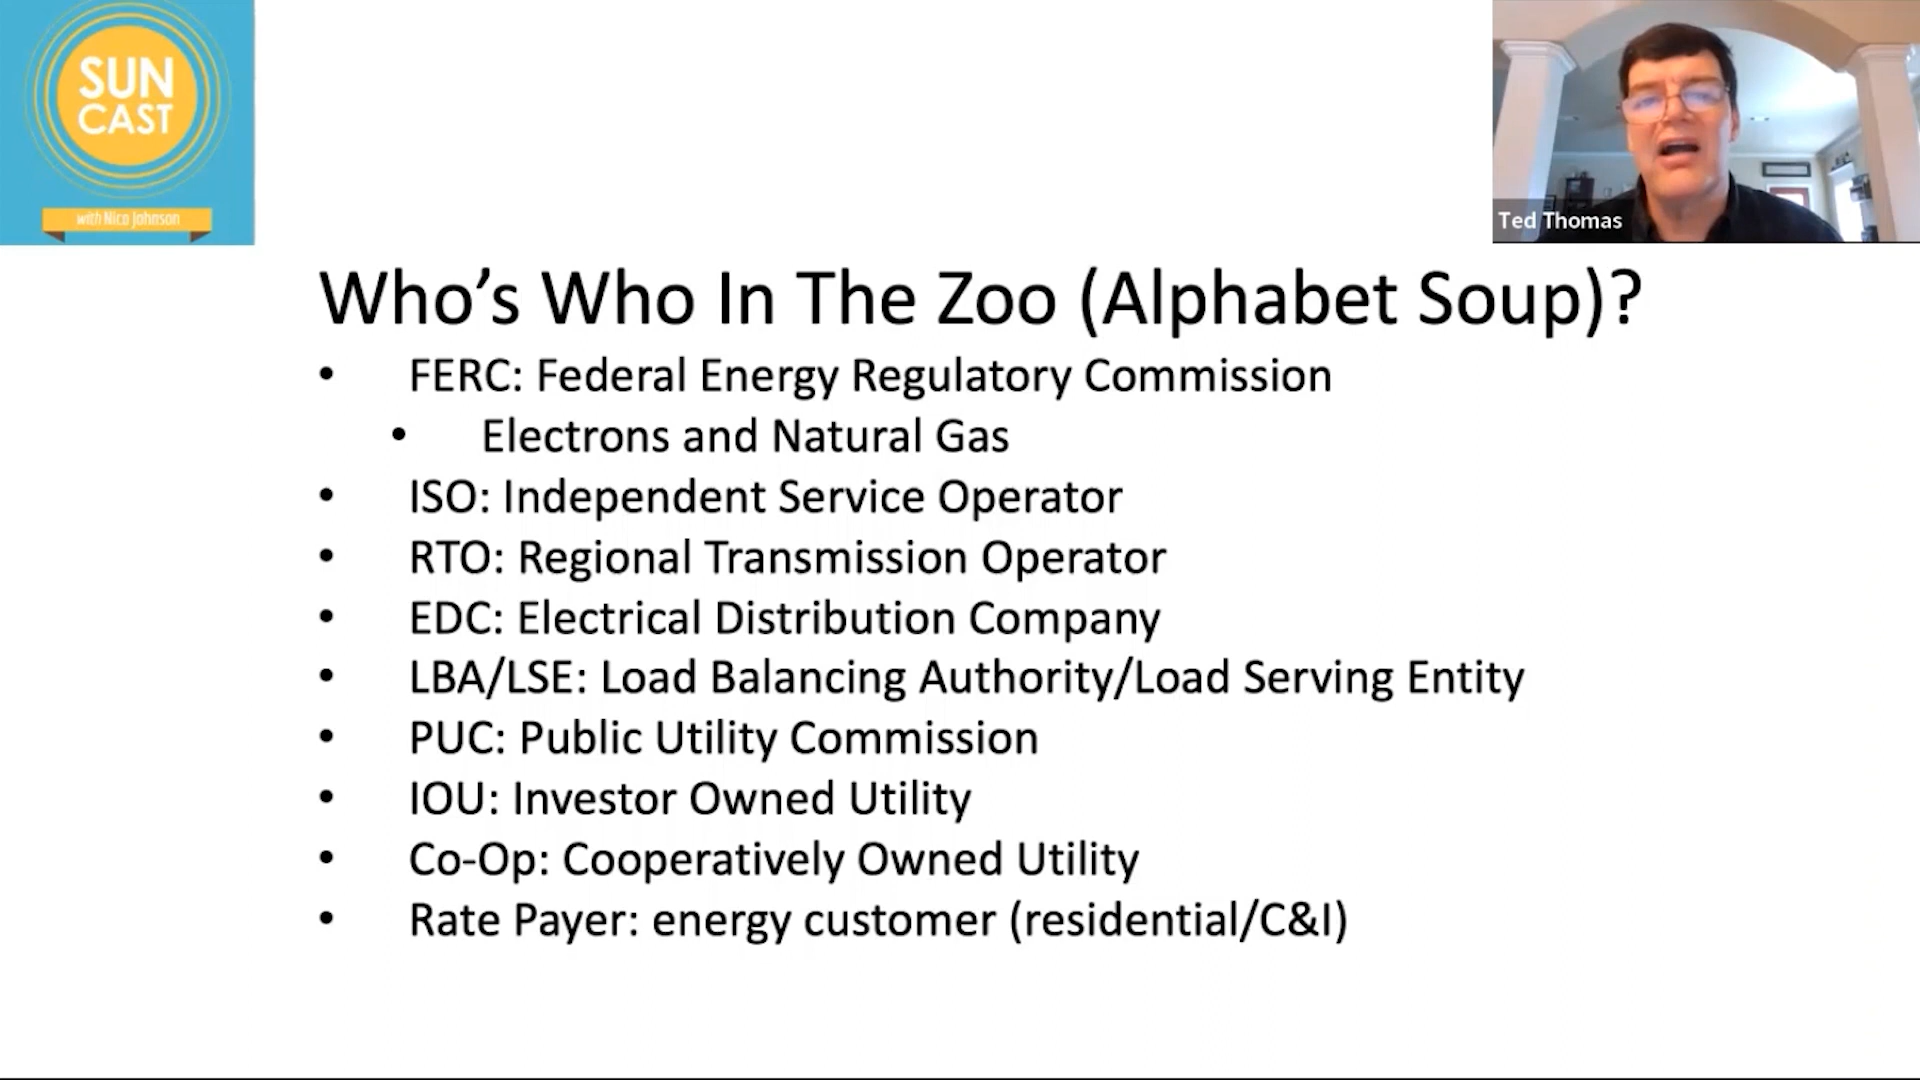 SUN
CAST
with Nico Johnson
Ted Thomas
Who’s Who In The Zoo (Alphabet Soup)?
• FERC: Federal Energy Regulatory Commission
• Electrons and Natural Gas
• ISO: Independent Service Operator
• RTO: Regional Transmission Operator
• EDC: Electrical Distribution Company
• LBA/LSE: Load Balancing Authority/Load Serving Entity
• PUC: Public Utility Commission
• IOU: Investor Owned Utility
• Co-Op: Cooperatively Owned Utility
• Rate Payer: energy customer (residential/C&I)